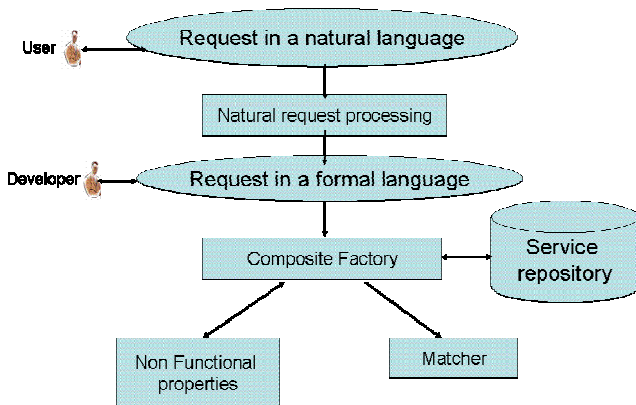 User
Request in a natural language
Natural request processing
Developer
Request in a formal language
Composite Factory
Service
repository
Non Functional
properties
Matcher